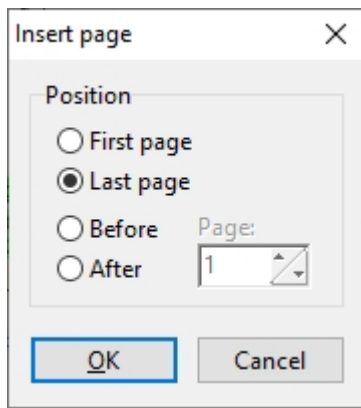 Insert page
Position
First page
Last page
Before Page:
After 1
OK Cancel